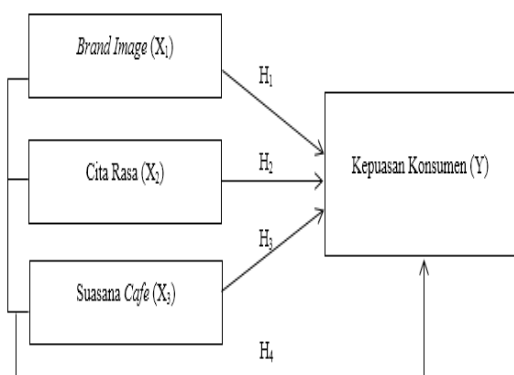 Brand Image (X₁)
H₁
Cita Rasa (X₂)
H₂
Kepuasan Konsumen (Y)
H₃
Suasana Cafe (X₃)
H₄